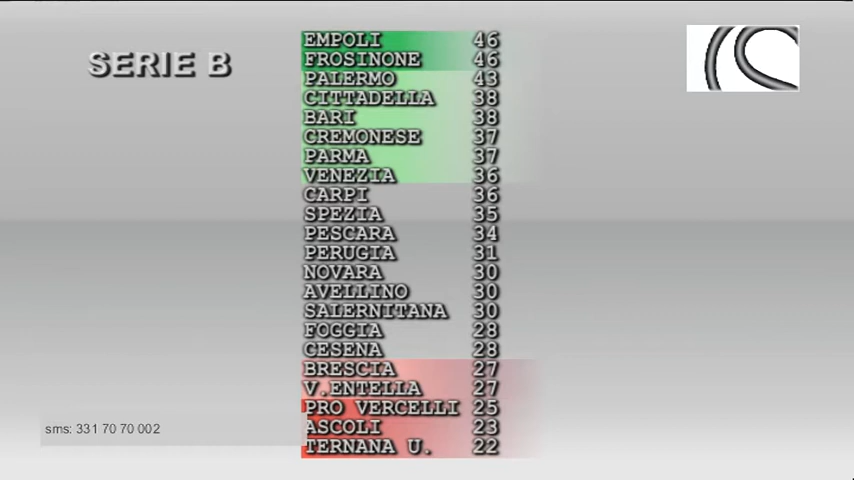 SERIE B
EMPOLI 46
FROSINONE 46
PALERMO 43
CITTADELLA 38
BARI 38
CREMONESE 37
PARMA 37
VENEZIA 36
CARPI 36
SPEZIA 35
PESCARA 34
PERUGIA 31
NOVARA 30
AVELLINO 30
SALERNITANA 30
FOGGIA 28
CESENA 28
BRESCIA 27
V.ENTELLA 27
PRO VERCELLI 25
ASCOLI 23
TERNANA U. 22
sms: 331 70 70 002